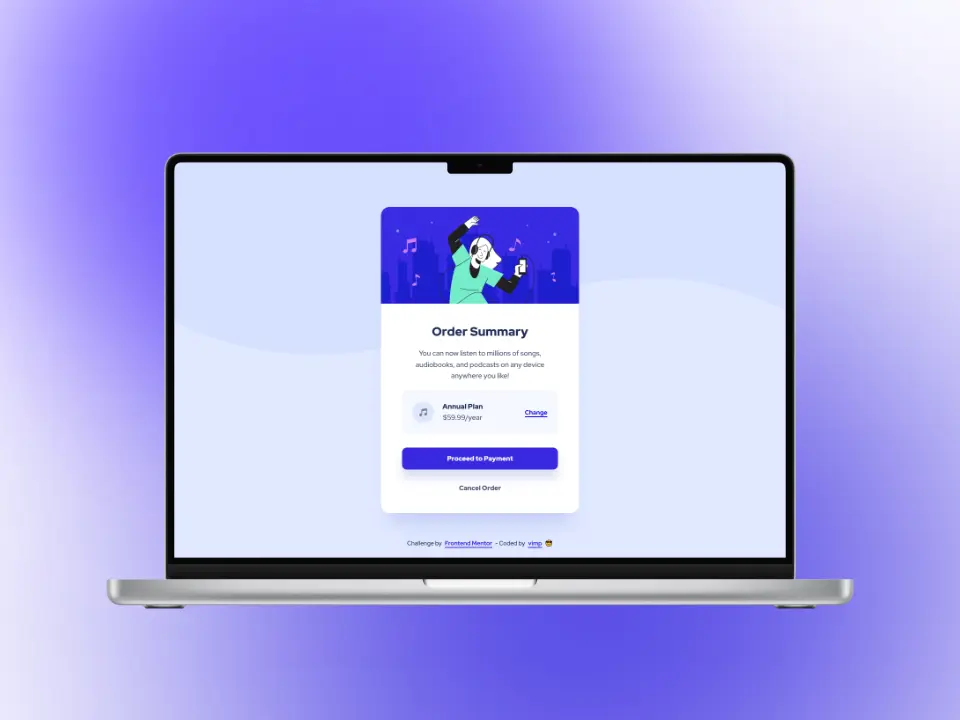 Order Summary
You can now listen to millions of songs,
audiobooks, and podcasts on any device
anywhere you like!
Annual Plan
$59.99/year
Change
Proceed to Payment
Cancel Order
Challenge by Frontend Mentor - Coded by vimp 😎